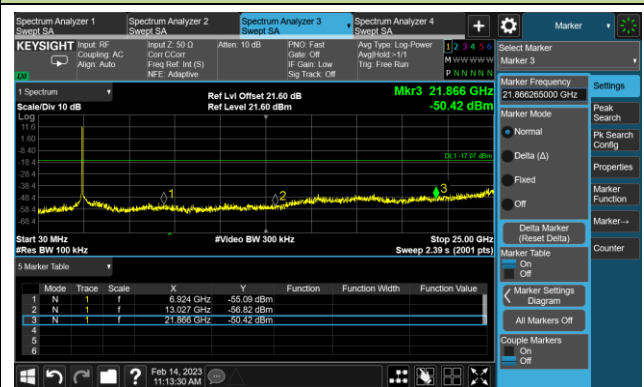 Spectrum Analyzer 1
Swept SA
Spectrum Analyzer 2
Swept SA
Spectrum Analyzer 3
Swept SA
Spectrum Analyzer 4
Swept SA
Marker
KEYSIGHT
Input: RF
Coupling: AC
Align: Auto
Input Z: 50 Ω
Corr CCorr
Freq Ref: Int (S)
NFE: Adaptive
Atten: 10 dB
PNO: Fast
Gate: Off
IF Gain: Low
Sig Track: Off
Avg Type: Log-Power
Avg|Hold:>1/1
Trig: Free Run
1 2 3 4 5 6
M W W W W W
P N N N N N
1 Spectrum
Scale/Div 10 dB
Ref Lvl Offset 21.60 dB
Ref Level 21.60 dBm
Mkr3 21.866 GHz
-50.42 dBm
Log
11.6
1.60
-8.40
-18.4
-28.4
-38.4
-48.4
-58.4
-68.4
DL1 -17.07 dBm
1
2
3
Start 30 MHz
#Res BW 100 kHz
#Video BW 300 kHz
Stop 25.00 GHz
Sweep 2.39 s (2001 pts)
5 Marker Table
Mode Trace Scale X Y Function Function Width Function Value
1 N 1 f 6.924 GHz -55.09 dBm
2 N 1 f 13.027 GHz -56.82 dBm
3 N 1 f 21.866 GHz -50.42 dBm
4
5
6
Feb 14, 2023
11:13:30 AM
Select Marker
Marker 3
Marker Frequency
21.866265000 GHz
Marker Mode
Normal
Delta (Δ)
Fixed
Off
Delta Marker
(Reset Delta)
Marker Table
On
Off
Marker Settings
Diagram
All Markers Off
Couple Markers
On
Off
Settings
Peak
Search
Pk Search
Config
Properties
Marker
Function
Marker→
Counter